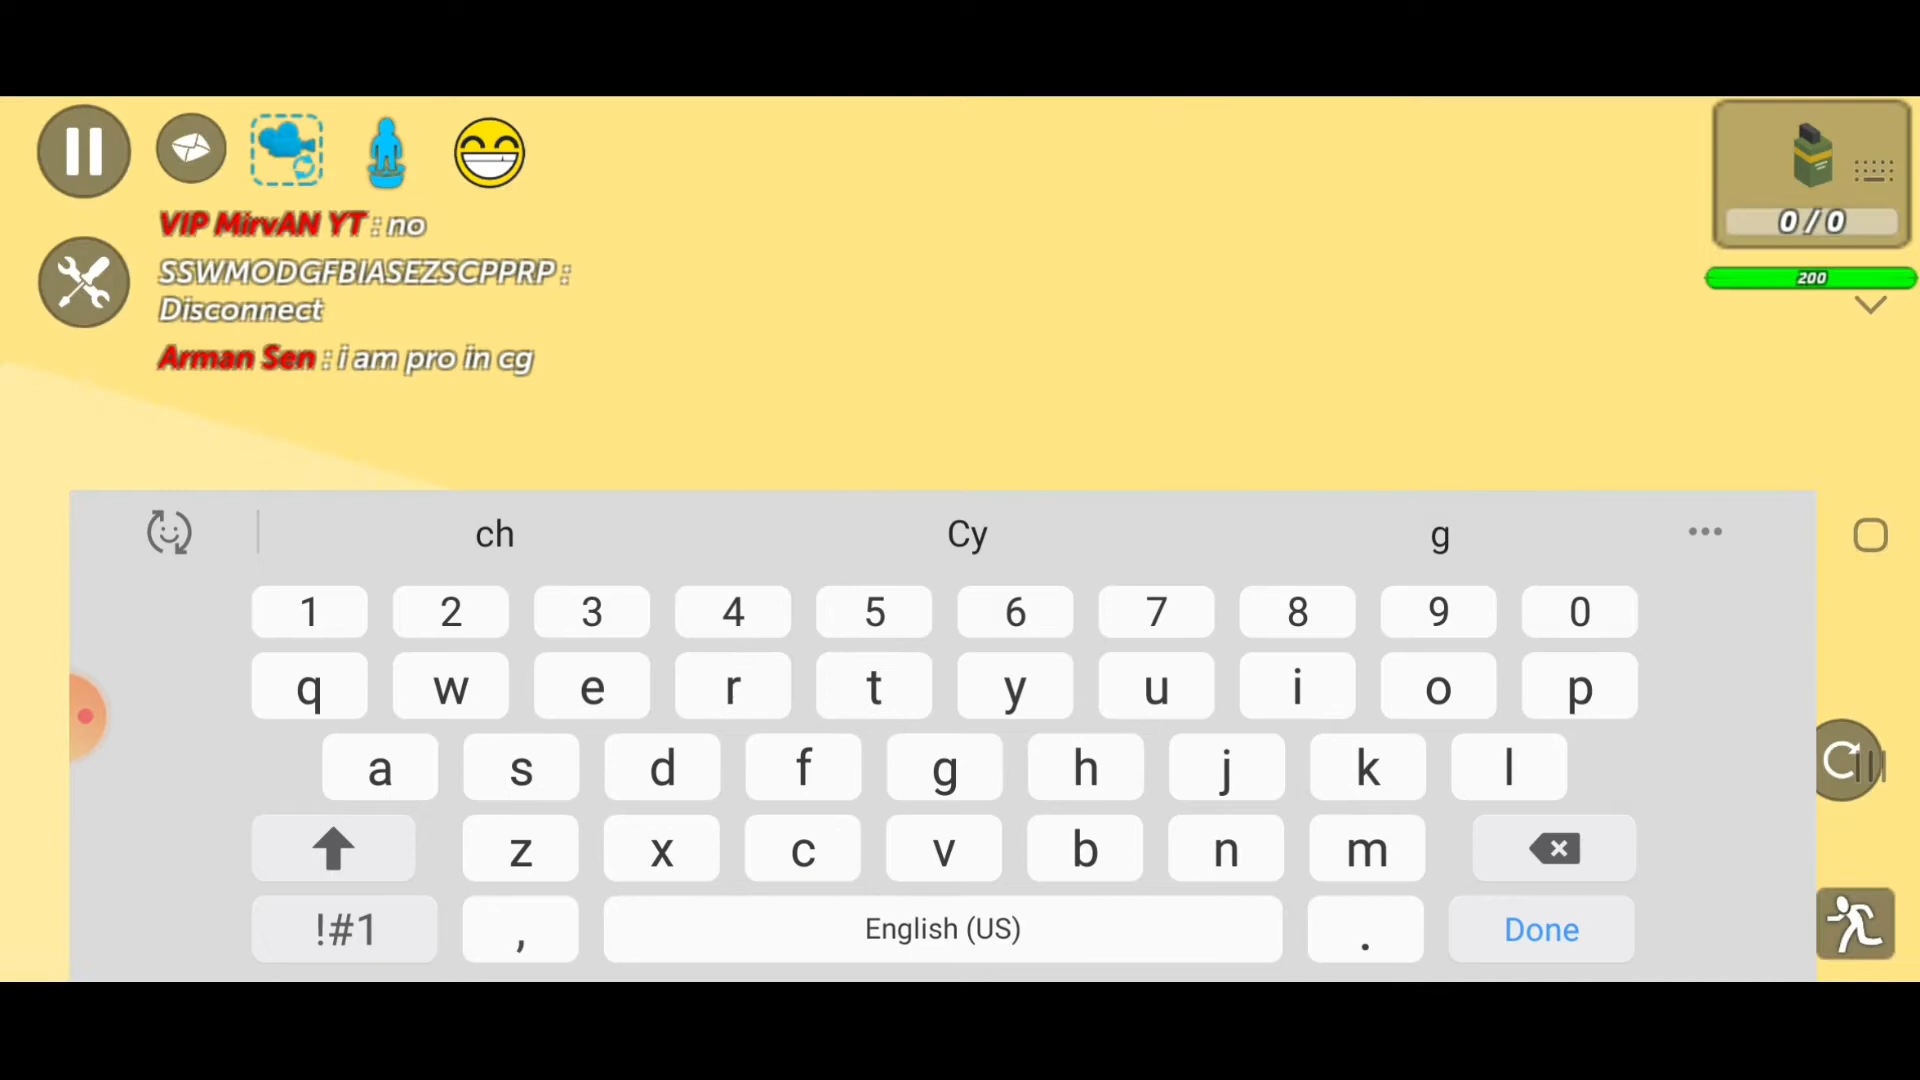 VIP MirvAN YT : no
SSWMODGFBIASEZSCPPRP :
Disconnect
Arman Sen : i am pro in cg
0 / 0
200
ch Cy g
1 2 3 4 5 6 7 8 9 0
q w e r t y u i o p
a s d f g h j k l
z x c v b n m
!#1 , English (US) . Done